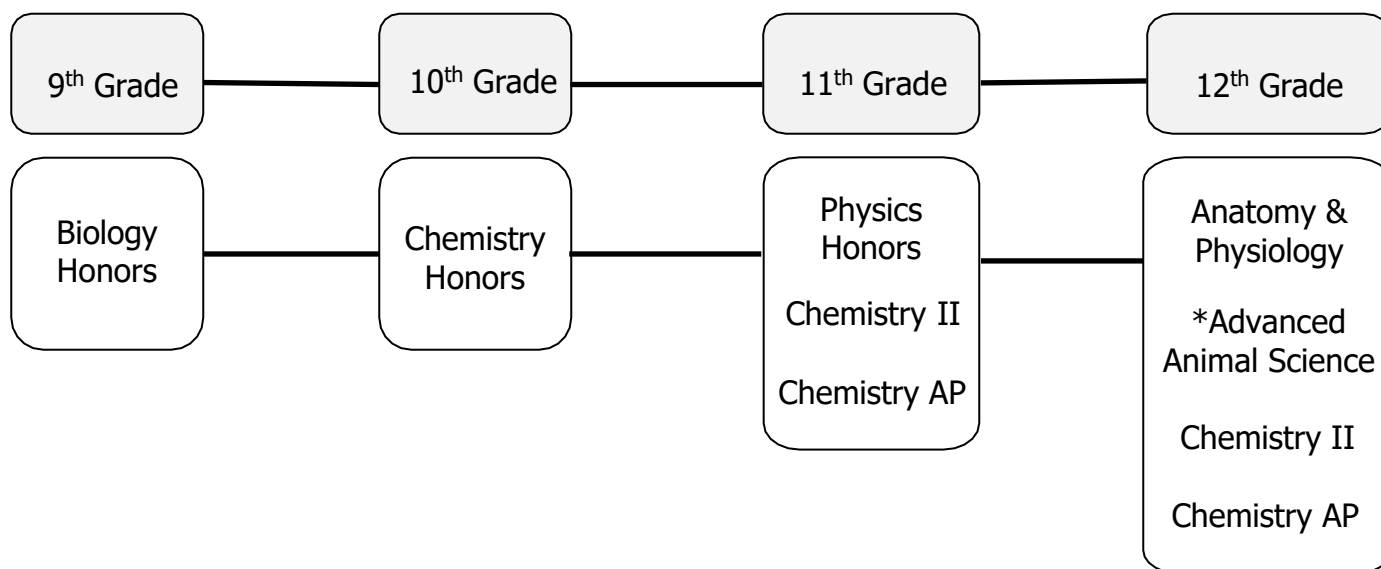 9th Grade
10th Grade
11th Grade
12th Grade
Biology
Honors
Chemistry
Honors
Physics
Honors
Chemistry II
Chemistry AP
Anatomy &
Physiology
*Advanced
Animal Science
Chemistry II
Chemistry AP